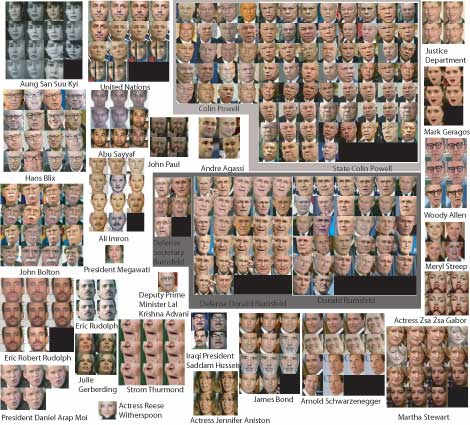 Aung San Suu Kyi
United Nations
Colin Powell
Justice
Department
Hans Blix
Abu Sayyaf
John Paul
Andre Agassi
State Colin Powell
Mark Geragos
Woody Allen
John Bolton
Ali Imron
President Megawati
Defense
Secretary
Rumsfeld
Defense Donald Rumsfeld
Donald Rumsfeld
Meryl Streep
Deputy Prime
Minister Lal
Krishna Advani
Actress Zsa Zsa Gabor
Eric Robert Rudolph
Eric Rudolph
Julie
Gerberding
Strom Thurmond
Iraqi President
Saddam Hussein
James Bond
Arnold Schwarzenegger
President Daniel Arap Moi
Actress Reese
Witherspoon
Actress Jennifer Aniston
Martha Stewart